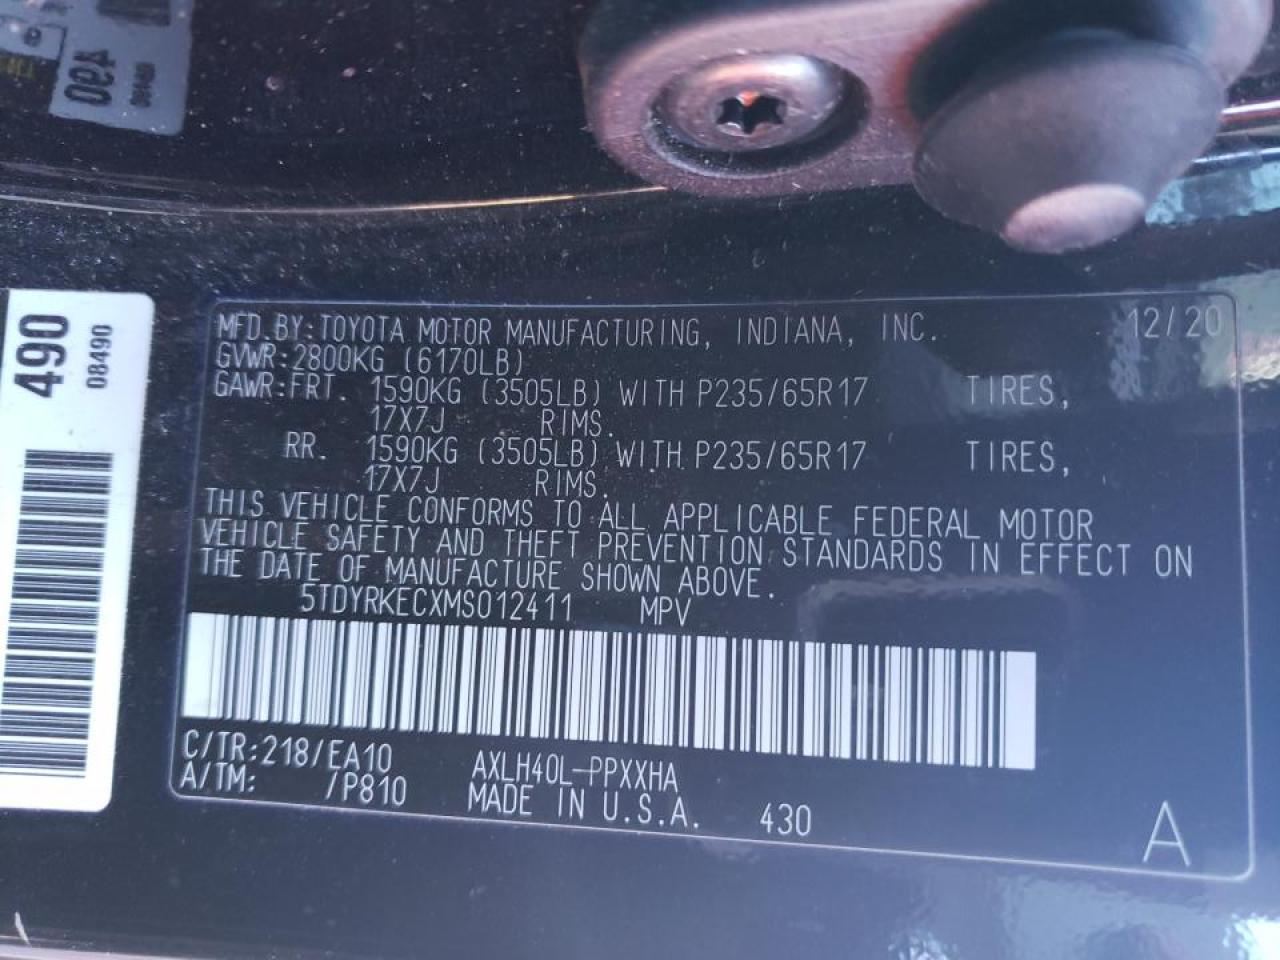 490
08490
490
08490
MFD.BY:TOYOTA MOTOR MANUFACTURING, INDIANA, INC. 12/20
GVWR:2800KG (6170LB)
GAWR:FRT. 1590KG (3505LB) WITH P235/65R17 TIRES,
17X7J RIMS.
RR. 1590KG (3505LB) WITH P235/65R17 TIRES,
17X7J RIMS.
THIS VEHICLE CONFORMS TO ALL APPLICABLE FEDERAL MOTOR
VEHICLE SAFETY AND THEFT PREVENTION STANDARDS IN EFFECT ON
THE DATE OF MANUFACTURE SHOWN ABOVE.
5TDYRKECXMS012411 MPV
C/TR:218/EA10 AXLH40L-PPXXHA
A/TM: /P810 MADE IN U.S.A. 430
A